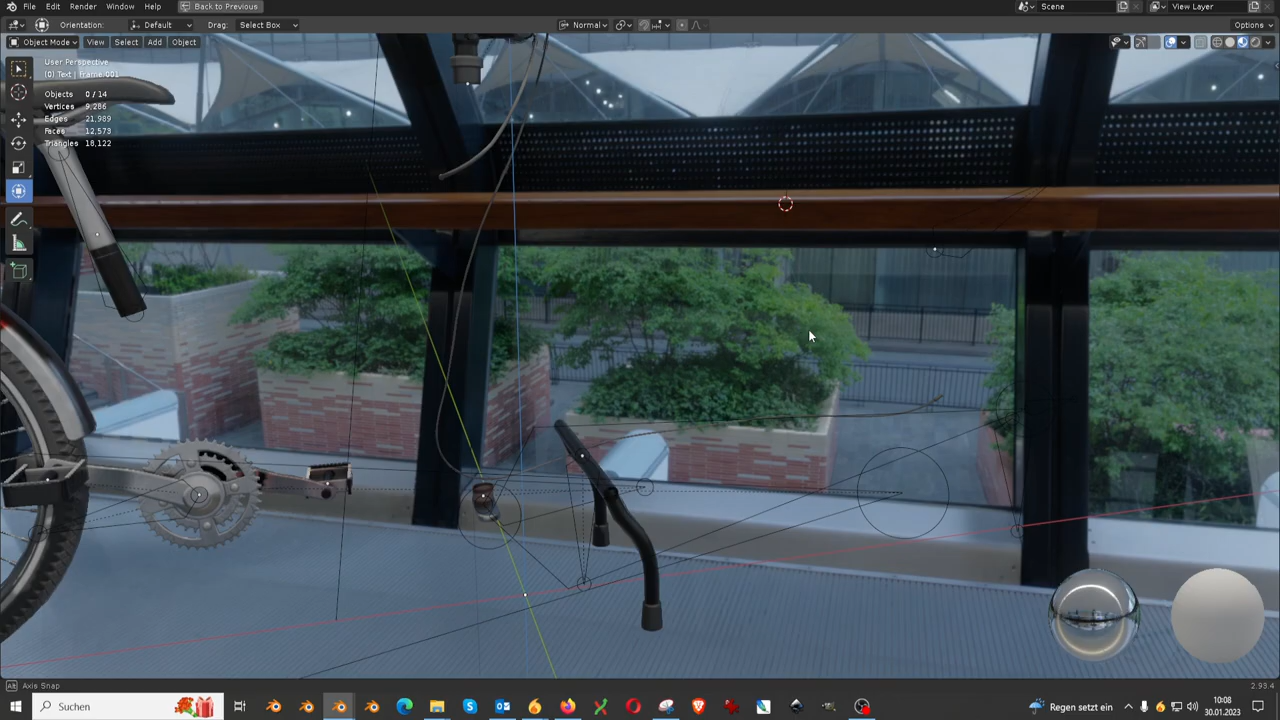 File Edit Render Window Help Back to Previous Scene View Layer
Orientation: Default Drag: Select Box Normal Options
Object Mode View Select Add Object
User Perspective
(0) Text | Frame.001
Objects 0 / 14
Vertices 9,286
Edges 21,989
Faces 12,573
Triangles 18,122
Alt Axis Snap 2.93.4
Suchen Regen setzt ein 10:08
30.01.2023